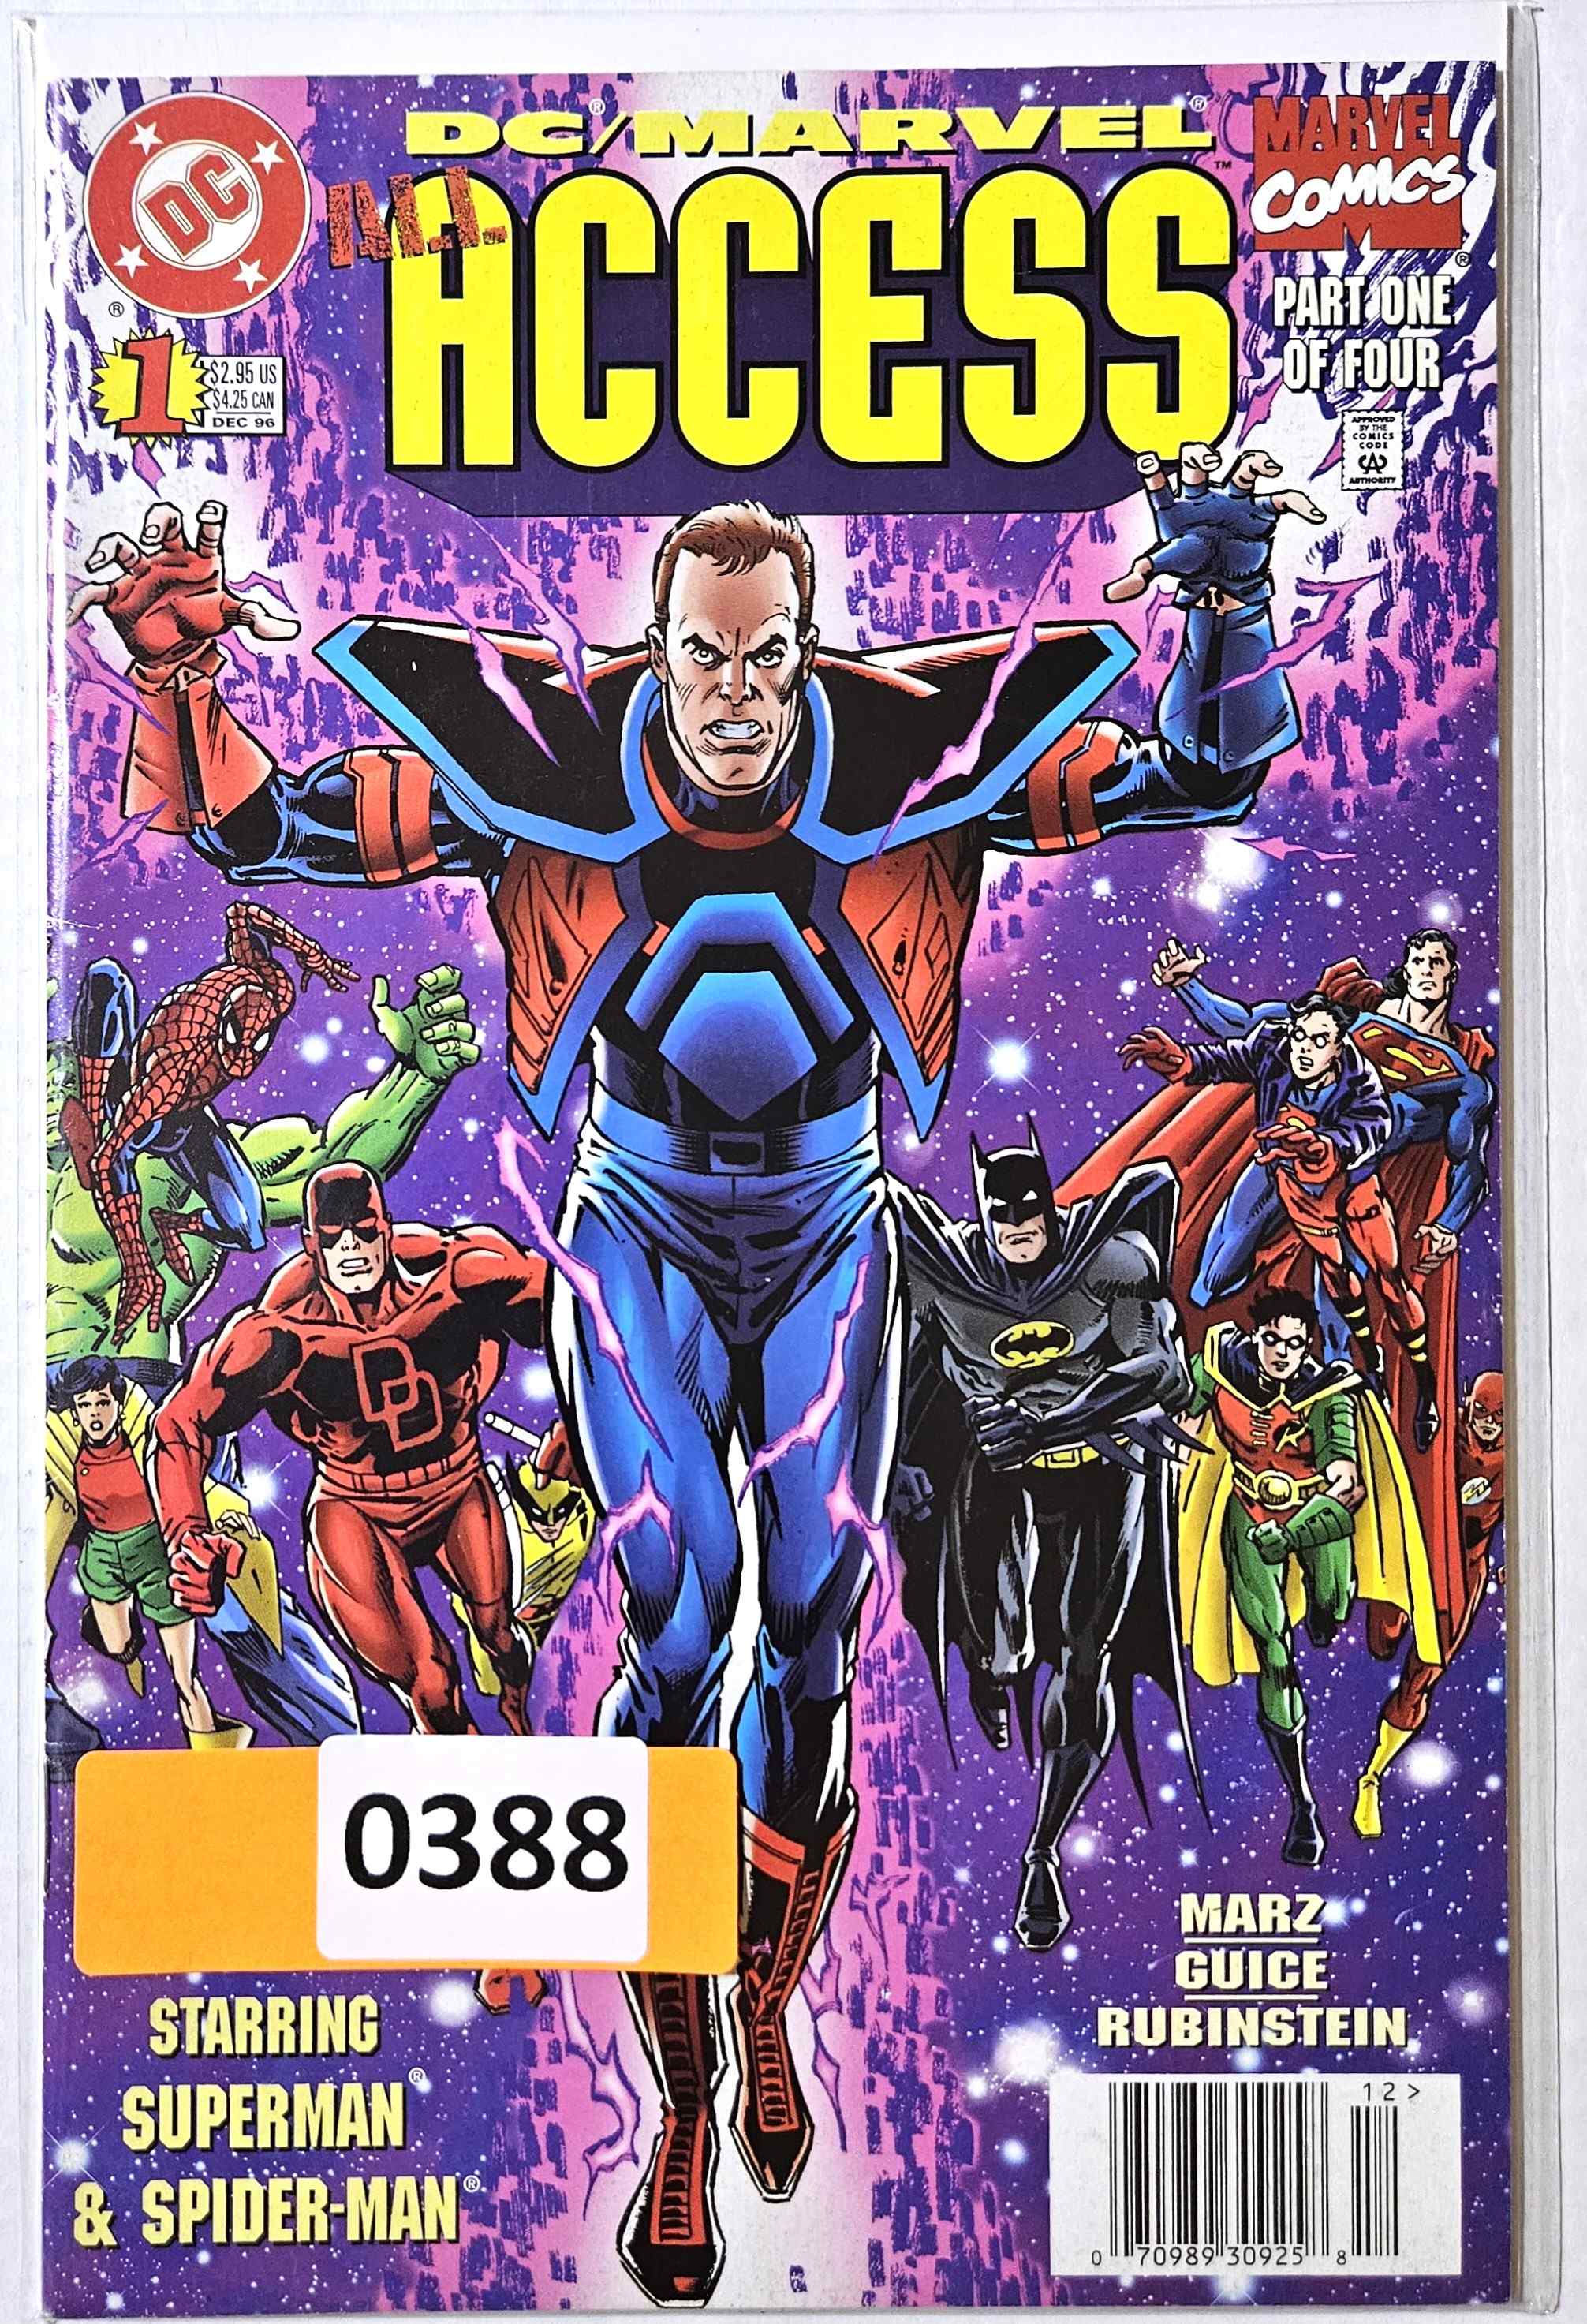 DC®/MARVEL®
ALL
ACCESS™
DC
®
MARVEL
COMICS
®
PART ONE
OF FOUR
1
$2.95 US
$4.25 CAN
DEC 96
APPROVED
BY THE
COMICS
CODE
CA
AUTHORITY
DD
S
R
0388
STARRING
SUPERMAN®
& SPIDER-MAN®
MARZ
GUICE
RUBINSTEIN
12>
0 70989 30925 8